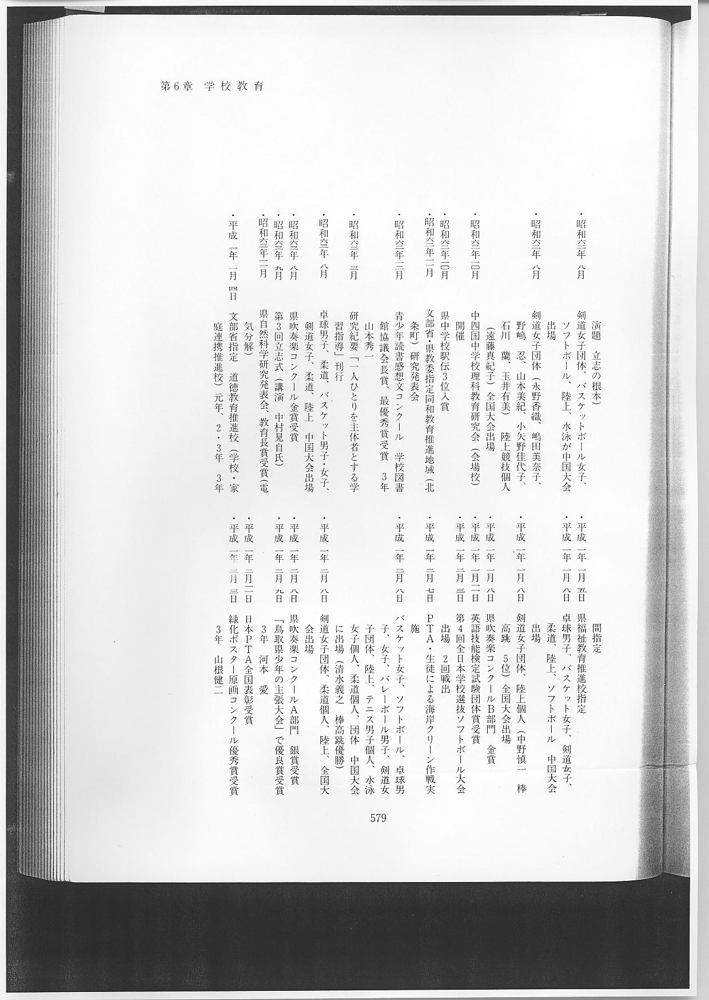 第6章 学校教育
演題 立志の根本）
・昭和六二年 八月 剣道女子団体、バスケットボール女子、
ソフトボール、陸上、水泳が中国大会
出場
・昭和六二年 八月 剣道女子団体（永野香織、嶋田美奈子、
野嶋 忍、山本美紀、小矢野佳代子、
石川 蘭、玉井有美） 陸上競技個人
（遠藤真紀子）全国大会出場
・昭和六二年一〇月 中四国中学校理科教育研究会（会場校）
開催
・昭和六二年一〇月 県中学校駅伝3位入賞
・昭和六二年一一月 文部省・県教委指定同和教育推進地域（北
条町）研究発表会
・昭和六二年一二月 青少年読書感想文コンクール 学校図書
館協議会長賞、最優秀賞受賞 3年
山本秀一
・昭和六三年 三月 研究紀要「一人ひとりを主体者とする学
習指導」刊行
・昭和六三年 八月 卓球男子、柔道、バスケット男子・女子、
剣道女子、柔道、陸上 中国大会出場
・昭和六三年 八月 県吹奏楽コンクール金賞受賞
・昭和六三年 九月 第3回立志式（講演 中村見自氏）
・昭和六三年一一月 県自然科学研究発表会、教育長賞受賞（電
気分解）
・平成 一年 一月 四日 文部省指定 道徳教育推進校（学校・家
庭連携推進校）元年、2・3年 3年
間指定
・平成 一年 一月 五日 県福祉教育推進校指定
・平成 一年 一月 八日 卓球男子、バスケット女子、剣道女子、
柔道、陸上、ソフトボール 中国大会
出場
・平成 一年 一月 八日 剣道女子団体、陸上個人（中野慎一 棒
高跳 5位）全国大会出場
・平成 一年 一月 八日 県吹奏楽コンクールB部門 金賞
・平成 一年 一月一一日 英語技能検定試験団体賞受賞
・平成 一年 二月 三日 第4回全日本学校選抜ソフトボール大会
出場 2回戦出
・平成 一年 二月 七日 PTA・生徒による海岸クリーン作戦実
施
・平成 一年 二月 八日 バスケット女子、ソフトボール、卓球男
子、女子、バレーボール男子、剣道女
子団体、陸上、テニス男子個人、水泳
女子個人、柔道個人、団体 中国大会
に出場（清水義之 棒高跳優勝）
・平成 一年 二月 八日 剣道女子団体、柔道個人、陸上、全国大
会出場
・平成 一年 二月 八日 県吹奏楽コンクールA部門 銀賞受賞
・平成 一年 二月 九日 「鳥取県少年の主張大会」で優良賞受賞
3年 河本 愛
・平成 一年 二月一一日 日本PTA全国表彰受賞
・平成 一年 三月 三日 緑化ポスター原画コンクール優秀賞受賞
3年 山根健二
579